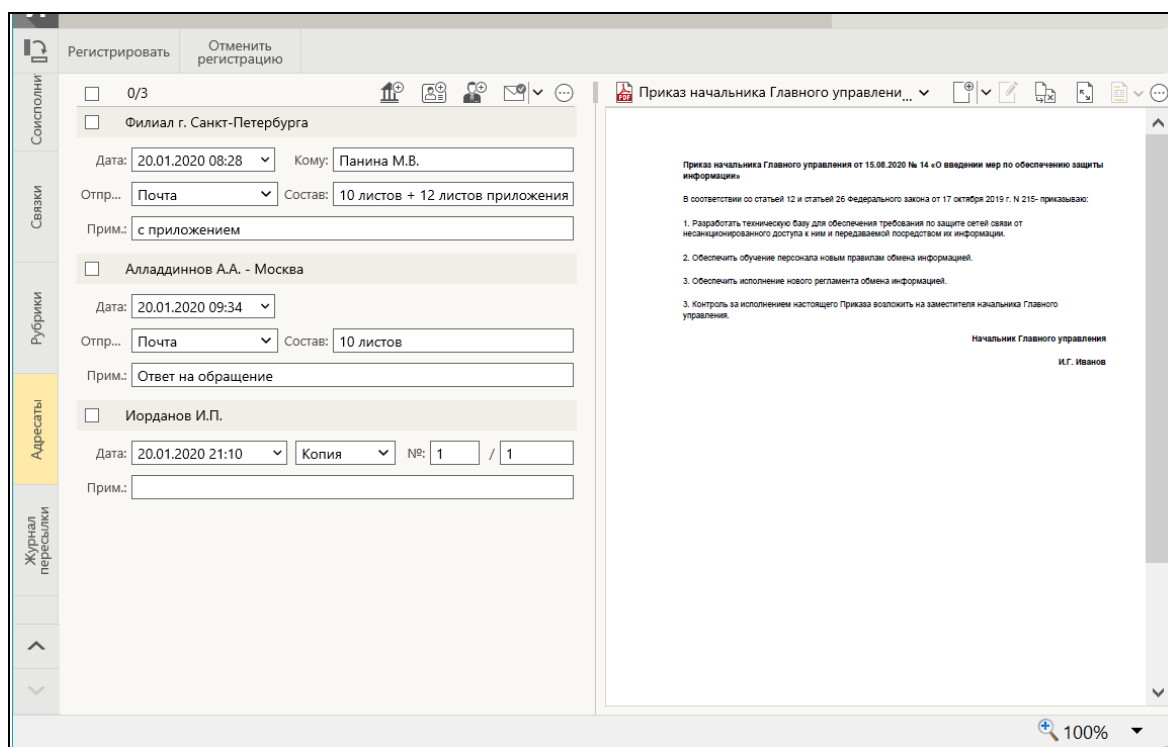 Регистрировать
Отменить
регистрацию
Соисполни
0/3
Приказ начальника Главного управлени...
Филиал г. Санкт-Петербурга
Дата: 20.01.2020 08:28 Кому: Панина М.В.
Отпр... Почта Состав: 10 листов + 12 листов приложения
Прим.: с приложением
Связки
Алладдиннов А.А. - Москва
Дата: 20.01.2020 09:34
Отпр... Почта Состав: 10 листов
Прим.: Ответ на обращение
Рубрики
Иорданов И.П.
Дата: 20.01.2020 21:10 Копия №: 1 / 1
Прим.:
Адресаты
Журнал
пересылки
PDF
Приказ начальника Главного управления от 15.08.2020 № 14 «О введении мер по обеспечению защиты
информации»
В соответствии со статьей 12 и статьей 26 Федерального закона от 17 октября 2019 г. N 215- приказываю:
1. Разработать техническую базу для обеспечения требования по защите сетей связи от
несанкционированного доступа к ним и передаваемой посредством их информации.
2. Обеспечить обучение персонала новым правилам обмена информацией.
3. Обеспечить исполнение нового регламента обмена информацией.
3. Контроль за исполнением настоящего Приказа возложить на заместителя начальника Главного
управления.
Начальник Главного управления
И.Г. Иванов
100%